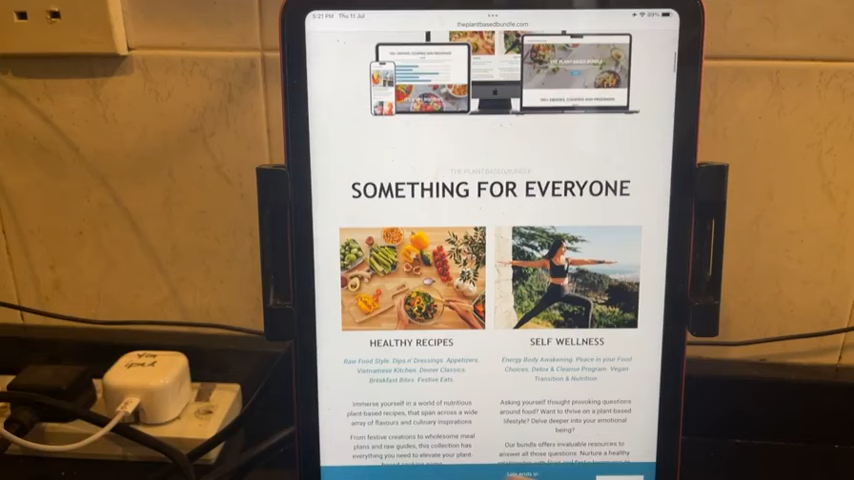 5:21 PM Thu 11 Jul
theplantbasedbundle.com
THE PLANT BASED BUNDLE
SOMETHING FOR EVERYONE
HEALTHY RECIPES
Raw Food Style. Dips n' Dressings. Appetizers.
Vietnamese Kitchen. Dinner Classics.
Breakfast Bites. Festive Eats.
Immerse yourself in a world of nutritious
plant-based recipes, that span across a wide
array of flavours and culinary inspirations.
From festive creations to wholesome meal
plans and raw guides, this collection has
everything you need to elevate your plant-
SELF WELLNESS
Energy Body Awakening. Peace in your Food
Choices. Detox & Cleanse Program. Vegan
Transition & Nutrition
Asking yourself thought provoking questions
around food? Want to thrive on a plant-based
lifestyle? Delve deeper into your emotional
being?
Our bundle offers invaluable resources to
answer all those questions. Nurture a healthy